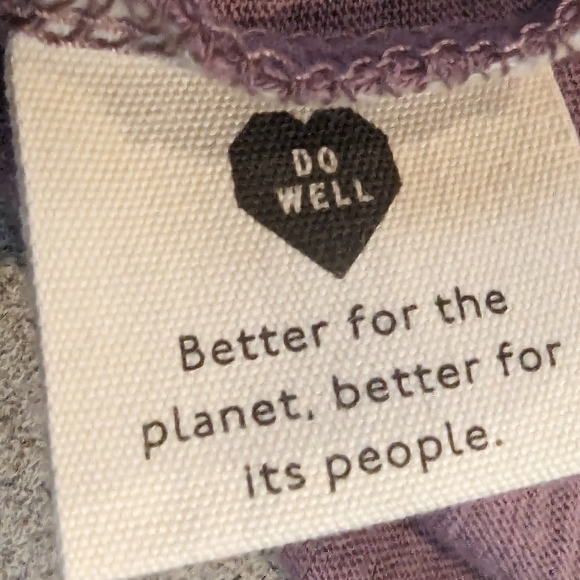 DO
WELL
Better for the
planet, better for
its people.